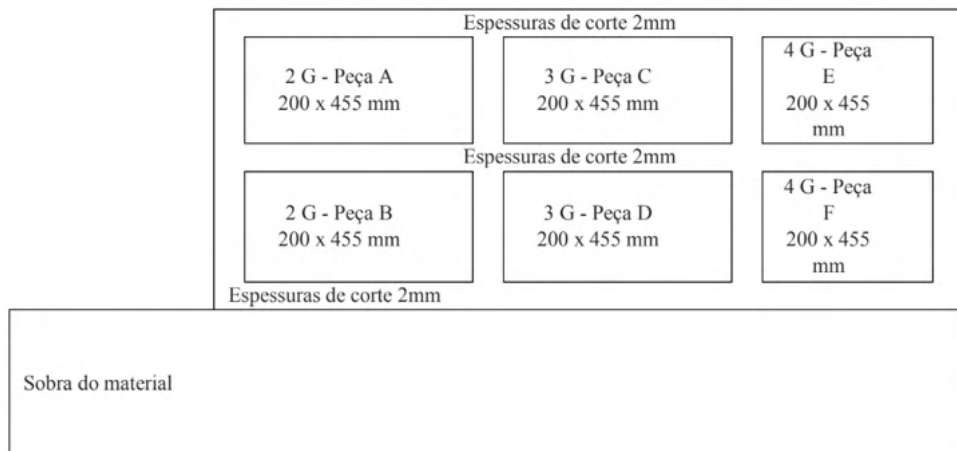 Espessuras de corte 2mm
2 G - Peça A
200 x 455 mm
3 G - Peça C
200 x 455 mm
4 G - Peça
E
200 x 455
mm
Espessuras de corte 2mm
2 G - Peça B
200 x 455 mm
3 G - Peça D
200 x 455 mm
4 G - Peça
F
200 x 455
mm
Espessuras de corte 2mm
Sobra do material